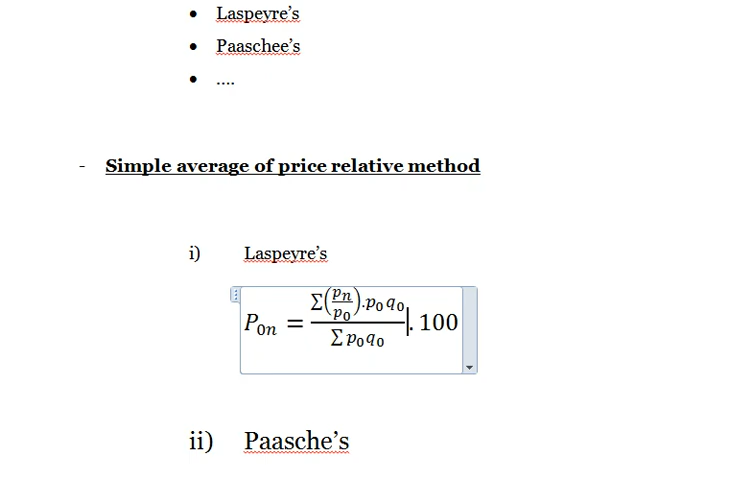 • Laspeyre's
• Paaschee's
• ....
- Simple average of price relative method
i) Laspeyre's
P₀ₙ = Σ(pₙ/p₀).p₀q₀ / Σp₀q₀ . 100
ii) Paasche's